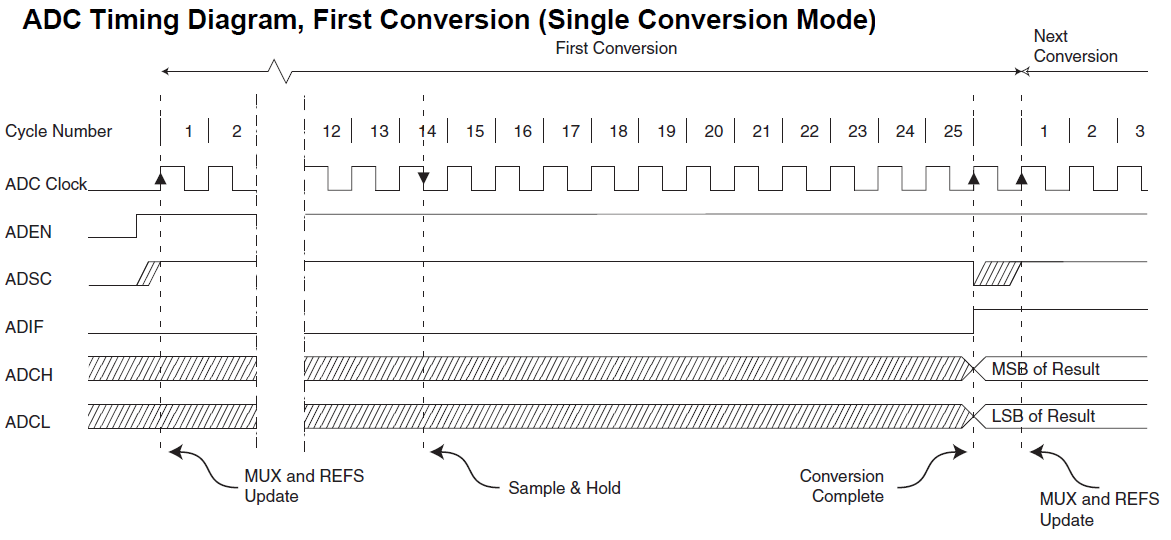 ADC Timing Diagram, First Conversion (Single Conversion Mode)
First Conversion
Next
Conversion
Cycle Number
1 2 12 13 14 15 16 17 18 19 20 21 22 23 24 25 1 2 3
ADC Clock
ADEN
ADSC
ADIF
ADCH
MSB of Result
ADCL
LSB of Result
MUX and REFS
Update
Sample & Hold
Conversion
Complete
MUX and REFS
Update